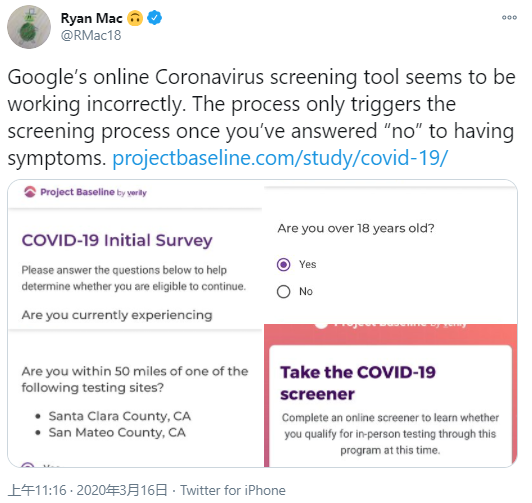 Ryan Mac 🙃
@RMac18
Google's online Coronavirus screening tool seems to be
working incorrectly. The process only triggers the
screening process once you've answered “no” to having
symptoms. projectbaseline.com/study/covid-19/
Project Baseline by verily
COVID-19 Initial Survey
Please answer the questions below to help
determine whether you are eligible to continue.
Are you currently experiencing
Are you within 50 miles of one of the
following testing sites?
• Santa Clara County, CA
• San Mateo County, CA
Are you over 18 years old?
Yes
No
Project Baseline by verily
Take the COVID-19
screener
Complete an online screener to learn whether
you qualify for in-person testing through this
program at this time.
上午11:16 · 2020年3月16日 · Twitter for iPhone